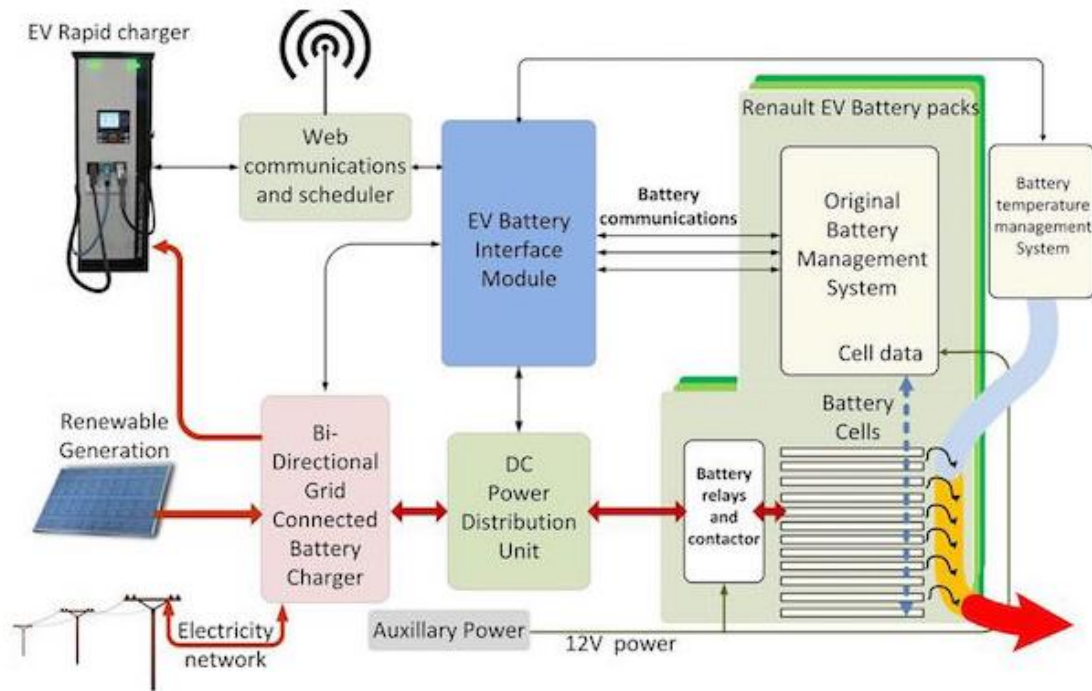 EV Rapid charger
Web
communications
and scheduler
EV Battery
Interface
Module
Battery
communications
Renault EV Battery packs
Original
Battery
Management
System
Cell data
Battery
temperature
management
System
Renewable
Generation
Bi-
Directional
Grid
Connected
Battery
Charger
DC
Power
Distribution
Unit
Battery
relays
and
contactor
Battery
Cells
Electricity
network
Auxillary Power
12V power